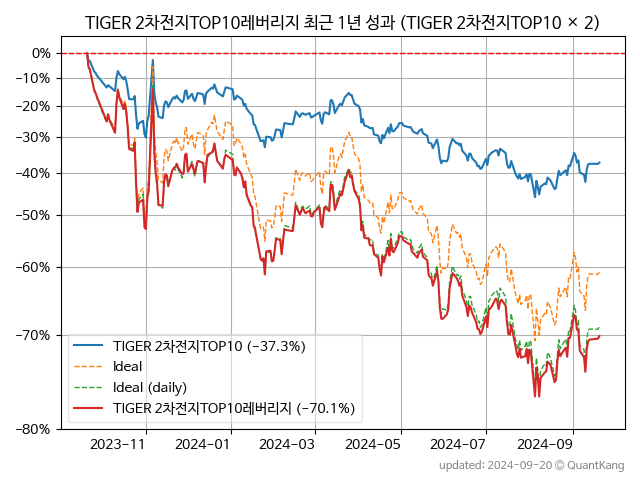 TIGER 2차전지TOP10레버리지 최근 1년 성과 (TIGER 2차전지TOP10 × 2)
0%
−10%
−20%
−30%
−40%
−50%
−60%
−70%
−80%
TIGER 2차전지TOP10 (−37.3%)
Ideal
Ideal (daily)
TIGER 2차전지TOP10레버리지 (−70.1%)
2023-11 2024-01 2024-03 2024-05 2024-07 2024-09
updated: 2024-09-20 © QuantKang